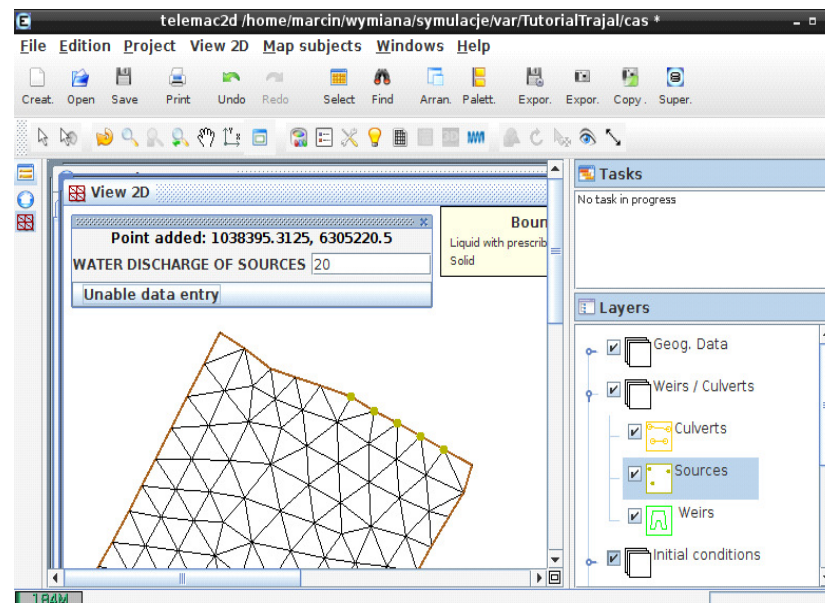 telemac2d /home/marcin/wymiana/symulacje/var/TutorialTrajal/cas *
File Edition Project View 2D Map subjects Windows Help
Creat. Open Save Print Undo Redo Select Find Arran. Palett. Expor. Expor. Copy. Super.
View 2D
Point added: 1038395.3125, 6305220.5
WATER DISCHARGE OF SOURCES 20
Unable data entry
Boun
Liquid with prescrib
Solid
Tasks
No task in progress
Layers
Geog. Data
Weirs / Culverts
Culverts
Sources
Weirs
Initial conditions
184M